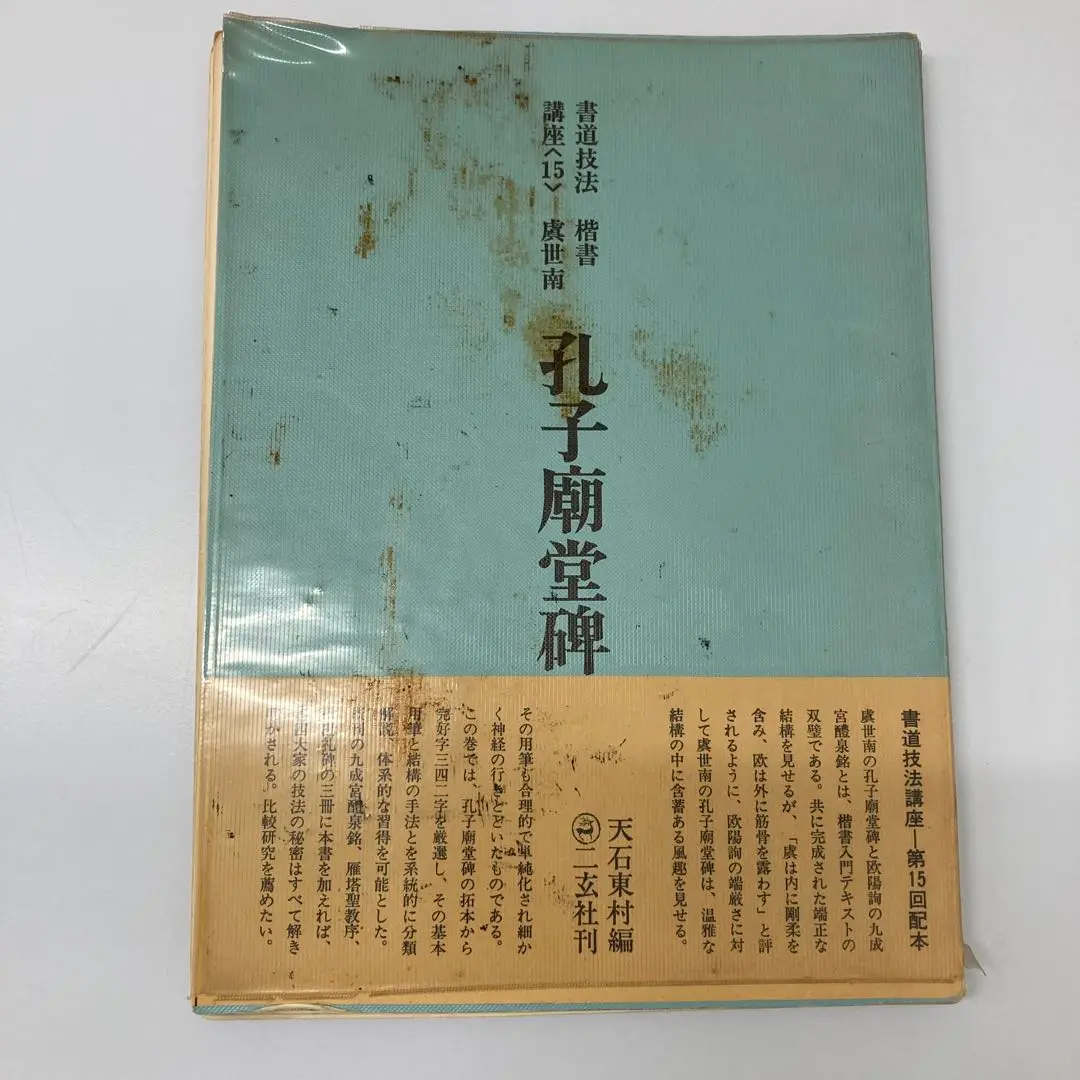 書道技法 楷書
講座〈15〉 虞世南
孔子廟堂碑
書道技法講座―第15回配本
虞世南の孔子廟堂碑と欧陽詢の九成
宮醴泉銘とは、楷書入門テキストの
双璧である。共に完成された端正な
結構を見せるが、「虞は内に剛柔を
含み、欧は外に筋骨を露わす」と評
されるように、欧陽詢の端厳さに対
して虞世南の孔子廟堂碑は、温雅な
結構の中に含蓄ある風趣を見せる。
天石東村編
二玄社刊
その用筆も合理的で単純化され細か
く神経の行きとどいたものである。
この巻では、孔子廟堂碑の拓本から
完好字三四二字を厳選し、その基本
用筆と結構の手法とを系統的に分類
解説、体系的な習得を可能とした。
刊の九成宮醴泉銘、雁塔聖教序、
孔碑の三冊に本書を加えれば、
四大家の技法の秘密はすべて解き
かされる。比較研究を薦めたい。